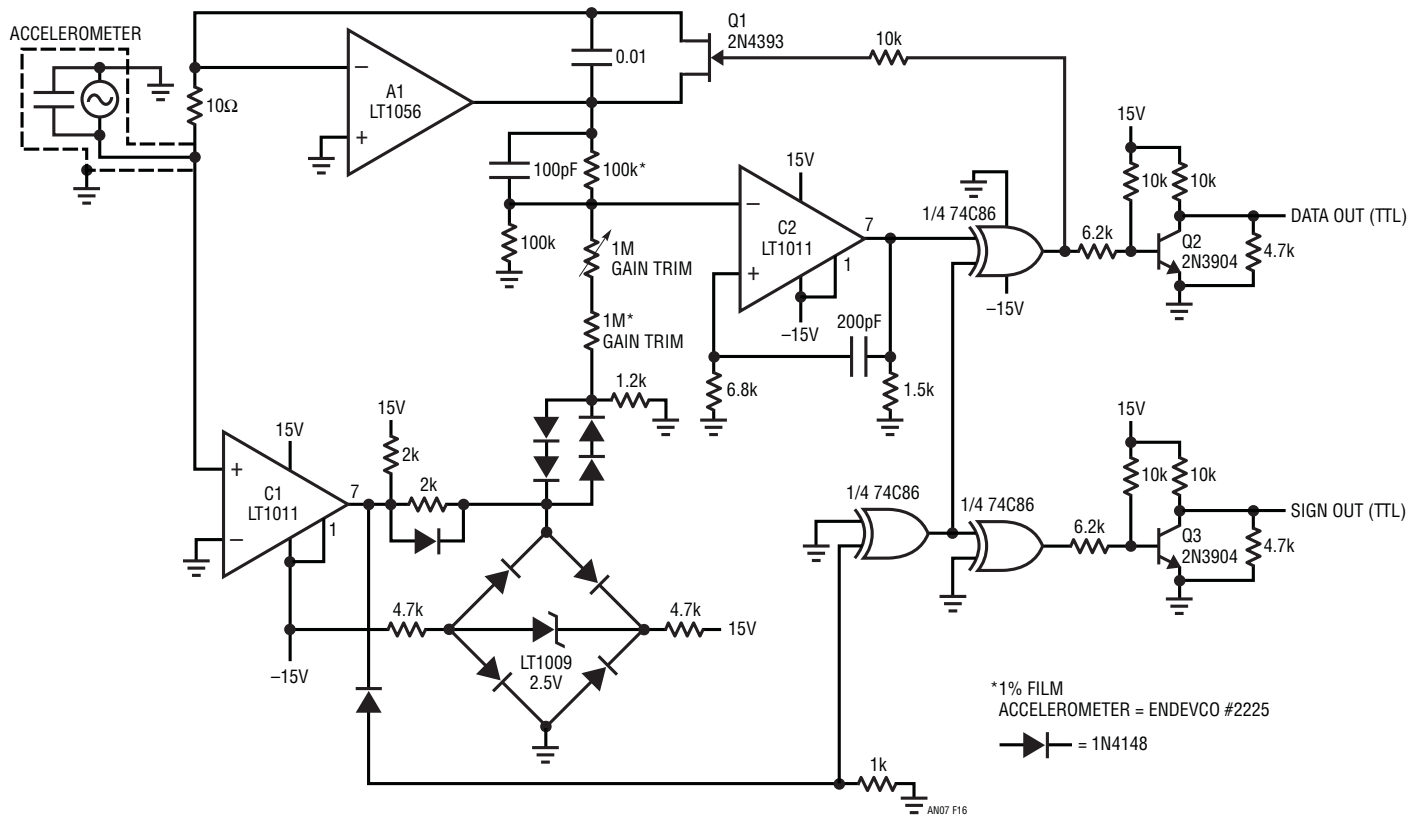 ACCELEROMETER
10Ω
−
+
A1
LT1056
0.01
Q1
2N4393
10k
100pF
100k*
100k
1M
GAIN TRIM
1M*
GAIN TRIM
1.2k
15V
−
+
C2
LT1011
7
1
−15V
200pF
6.8k
1.5k
1/4 74C86
−15V
6.2k
15V
10k
10k
Q2
2N3904
4.7k
DATA OUT (TTL)
15V
+
−
C1
LT1011
7
1
−15V
15V
2k
2k
4.7k
LT1009
2.5V
4.7k
15V
1/4 74C86
1/4 74C86
6.2k
15V
10k
10k
Q3
2N3904
4.7k
SIGN OUT (TTL)
1k
*1% FILM
ACCELEROMETER = ENDEVCO #2225
= 1N4148
AN07 F16